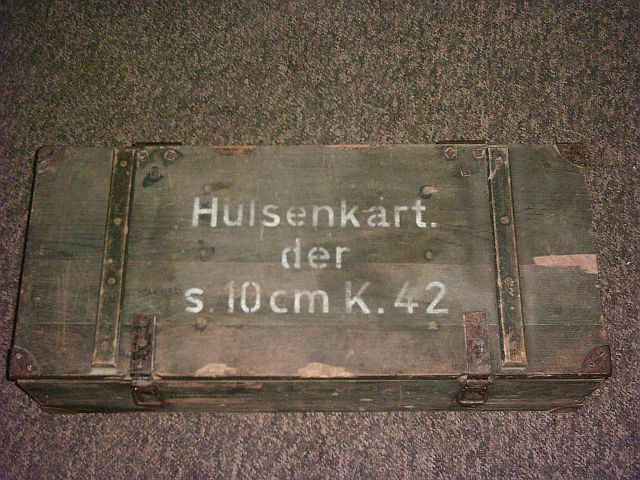 Hulsenkart.
der
s. 10cm K. 42